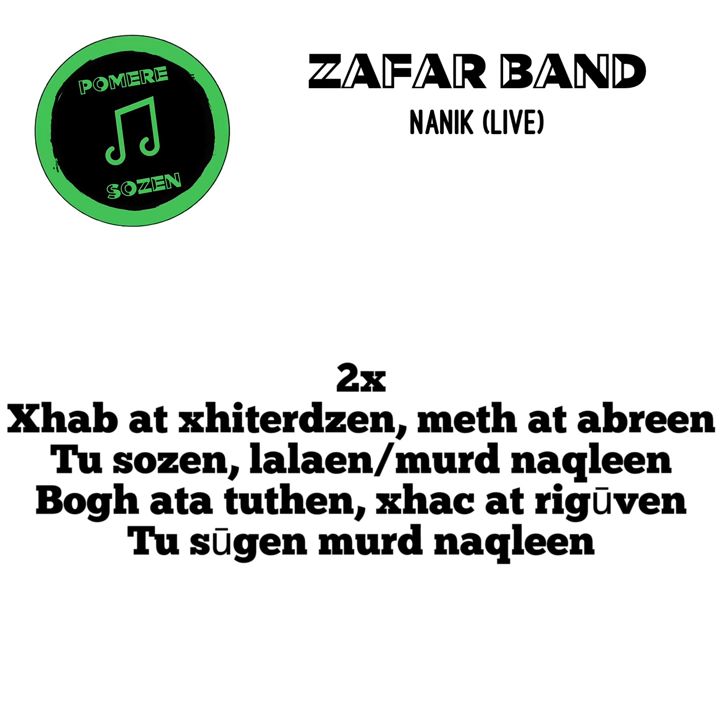 POMERE
SOZEN
ZAFAR BAND
NANIK (LIVE)
2x
Xhab at xhiterdzen, meth at abreen
Tu sozen, lalaen/murd naqleen
Bogh ata tuthen, xhac at rigūven
Tu sūgen murd naqleen